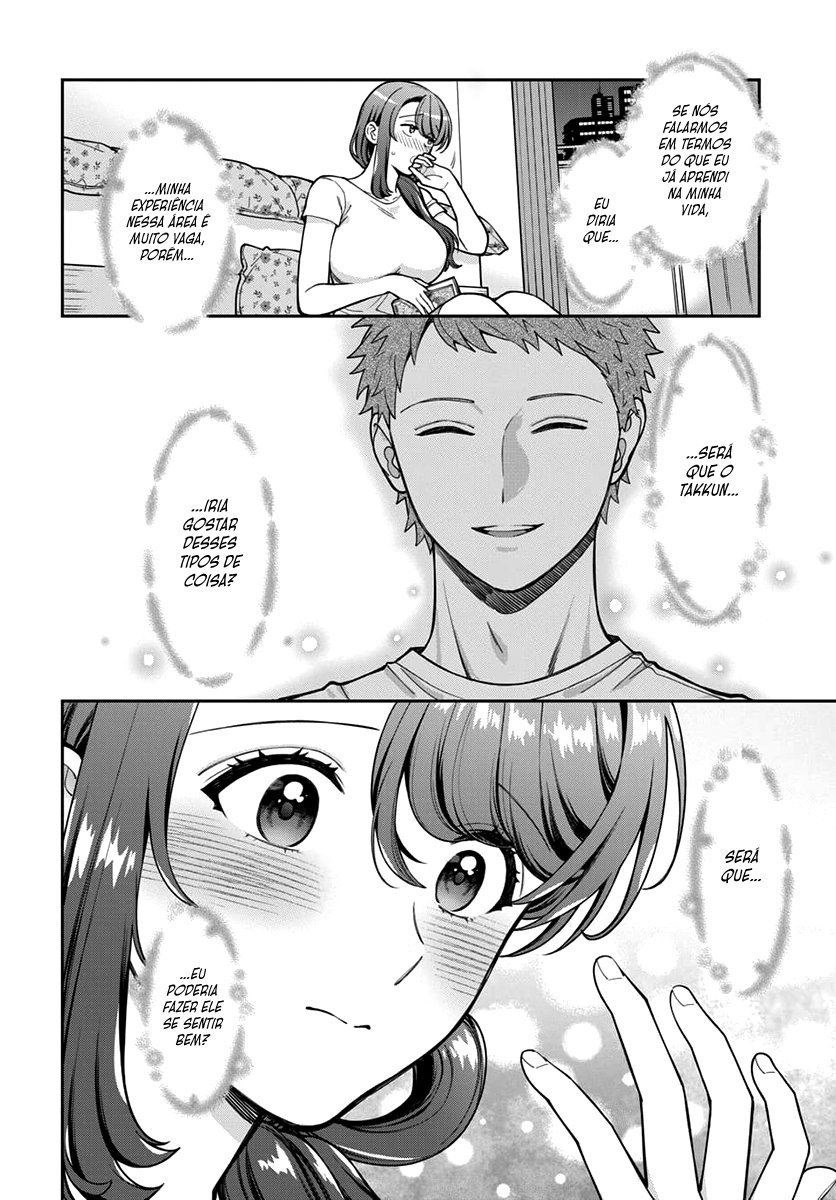 SE NÓS
FALARMOS
EM TERMOS
DO QUE EU
JÁ APRENDI
NA MINHA
VIDA,
EU
DIRIA
QUE...
...MINHA
EXPERIÊNCIA
NESSA ÁREA É
MUITO VAGA,
PORÉM...
...SERÁ
QUE O
TAKKUN...
...IRIA
GOSTAR
DESSES
TIPOS DE
COISA?
SERÁ
QUE...
...EU
PODERIA
FAZER ELE
SE SENTIR
BEM?